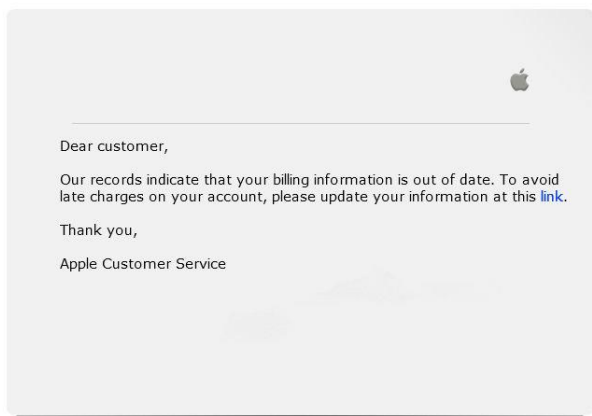 Dear customer,
Our records indicate that your billing information is out of date. To avoid
late charges on your account, please update your information at this link.
Thank you,
Apple Customer Service